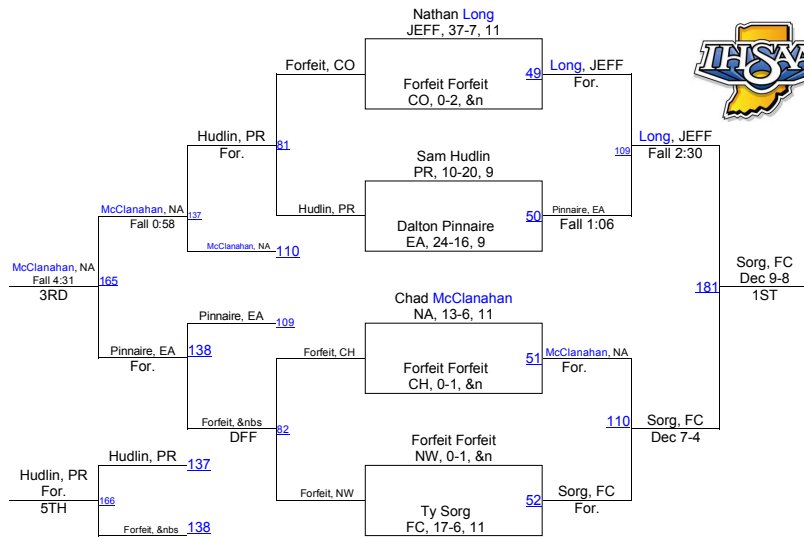 Nathan Long
JEFF, 37-7, 11
Forfeit, CO
49
Long, JEFF
For.
Forfeit Forfeit
CO, 0-2, &n
IHSAA
Hudlin, PR
For.
81
Long, JEFF
Fall 2:30
109
Sam Hudlin
PR, 10-20, 9
Hudlin, PR
50
Pinnaire, EA
Fall 1:06
Dalton Pinnaire
EA, 24-16, 9
McClanahan, NA
Fall 0:58
137
McClanahan, NA
110
McClanahan, NA
Fall 4:31
3RD
165
181
Sorg, FC
Dec 9-8
1ST
Chad McClanahan
NA, 13-6, 11
Pinnaire, EA
109
Pinnaire, EA
For.
138
Forfeit, CH
51
McClanahan, NA
For.
Forfeit Forfeit
CH, 0-1, &n
Forfeit, &nbs
DFF
82
110
Sorg, FC
Dec 7-4
Forfeit Forfeit
NW, 0-1, &n
Forfeit, NW
52
Sorg, FC
For.
Ty Sorg
FC, 17-6, 11
Hudlin, PR
137
Hudlin, PR
For.
5TH
166
Forfeit, &nbs
138